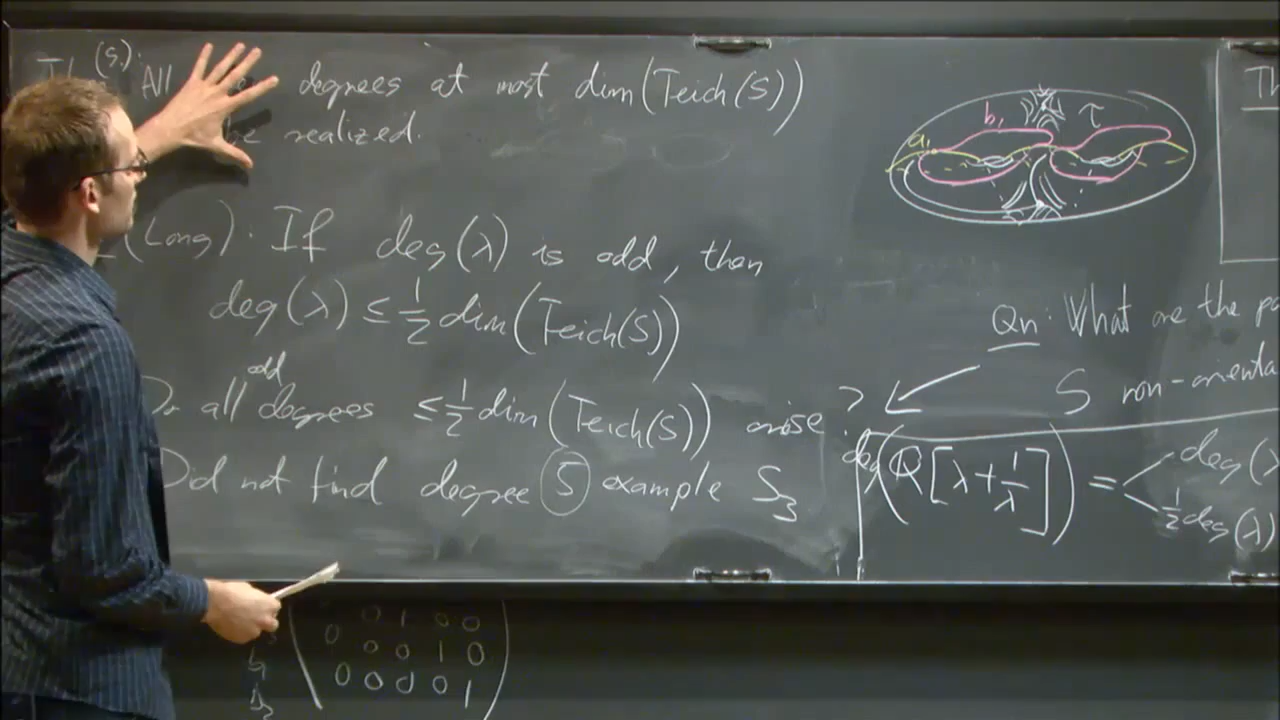 (S.): All degrees at most dim(Teich(S))
be realized.
(Long). If deg(λ) is odd, then
deg(λ) ≤ 1/2 dim(Teich(S))
Do all odd degrees ≤ 1/2 dim(Teich(S)) arise?
Did not find degree 5 example S₃
a₁ b₁ τ
Th
Qn: What are the
S non-orienta
deg(Q[λ+1/λ]) = deg(λ
1/2 deg(λ)
0 1 0 0
0 0 0 1 0
0 0 0 0 1